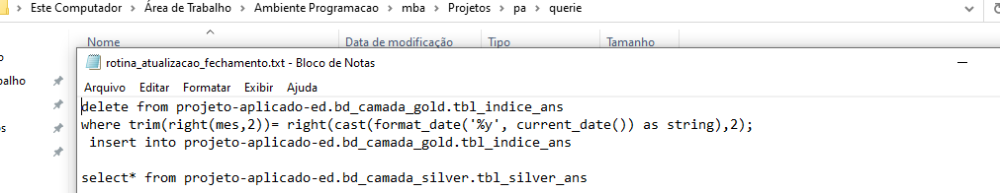 Este Computador > Área de Trabalho > Ambiente Programacao > mba > Projetos > pa > querie
Nome Data de modificação Tipo Tamanho
rotina_atualizacao_fechamento.txt - Bloco de Notas
Arquivo Editar Formatar Exibir Ajuda
delete from projeto-aplicado-ed.bd_camada_gold.tbl_indice_ans
where trim(right(mes,2))= right(cast(format_date('%y', current_date()) as string),2);
insert into projeto-aplicado-ed.bd_camada_gold.tbl_indice_ans
select* from projeto-aplicado-ed.bd_camada_silver.tbl_silver_ans